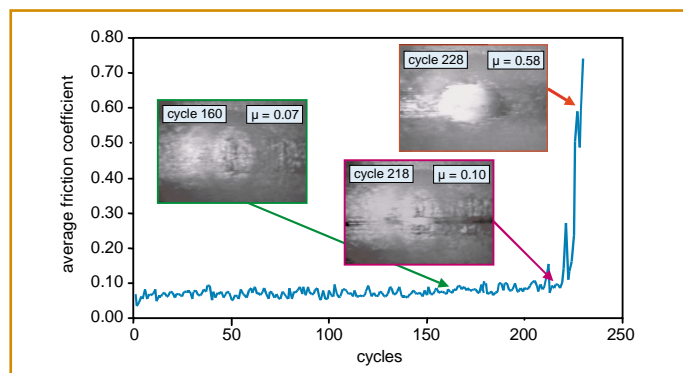 0.80
0.70
0.60
0.50
0.40
0.30
0.20
0.10
0.00
average friction coefficient
cycle 228 µ = 0.58
cycle 160 µ = 0.07
cycle 218 µ = 0.10
0 50 100 150 200 250
cycles